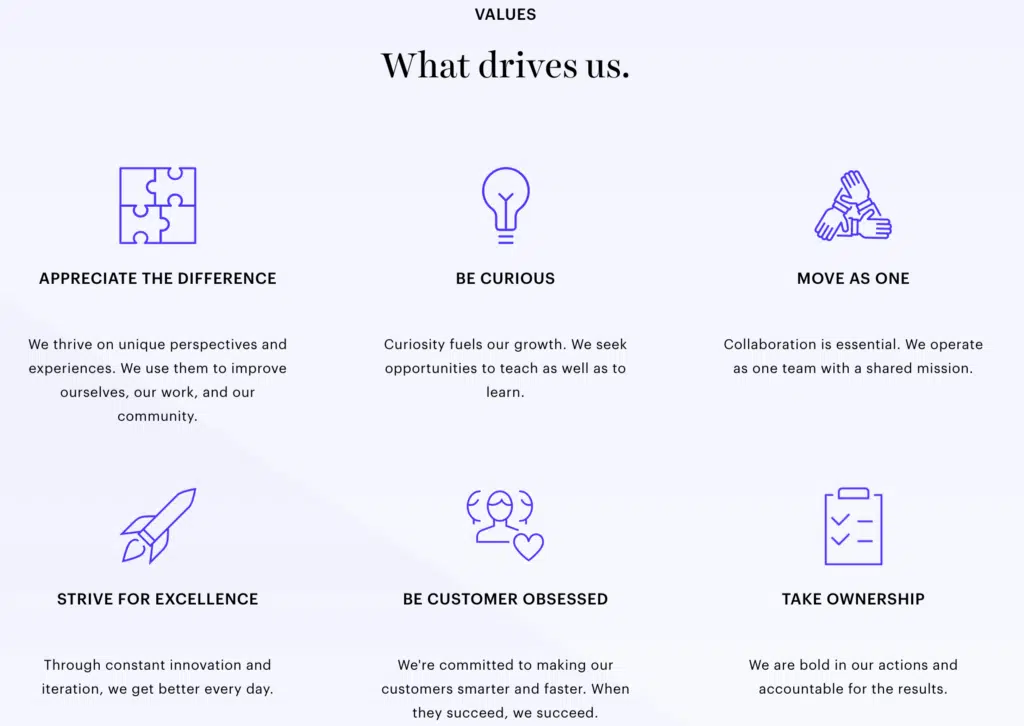 VALUES
What drives us.
APPRECIATE THE DIFFERENCE
We thrive on unique perspectives and
experiences. We use them to improve
ourselves, our work, and our
community.
BE CURIOUS
Curiosity fuels our growth. We seek
opportunities to teach as well as to
learn.
MOVE AS ONE
Collaboration is essential. We operate
as one team with a shared mission.
STRIVE FOR EXCELLENCE
Through constant innovation and
iteration, we get better every day.
BE CUSTOMER OBSESSED
We're committed to making our
customers smarter and faster. When
they succeed, we succeed.
TAKE OWNERSHIP
We are bold in our actions and
accountable for the results.